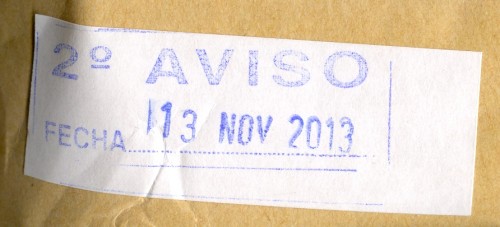 2º AVISO
FECHA 13 NOV 2013